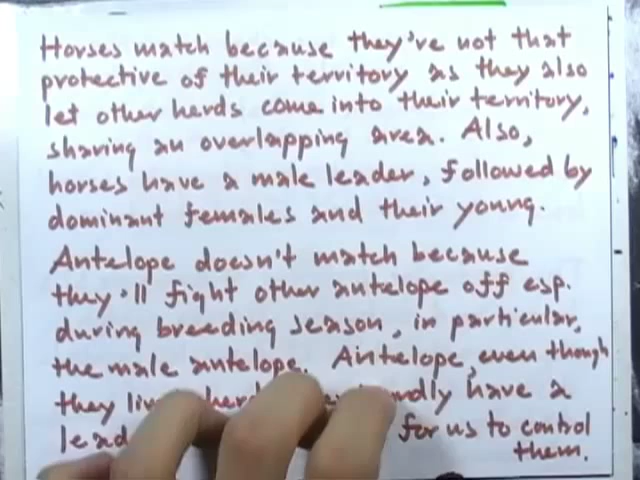 Horses match because they're not that
protective of their territory as they also
let other herds come into their territory,
sharing an overlapping area. Also,
horses have a male leader, followed by
dominant females and their young.
Antelope doesn't match because
they'll fight other antelope off esp.
during breeding season, in particular,
the male antelope. Antelope, even though
they have a
for us to control
them.